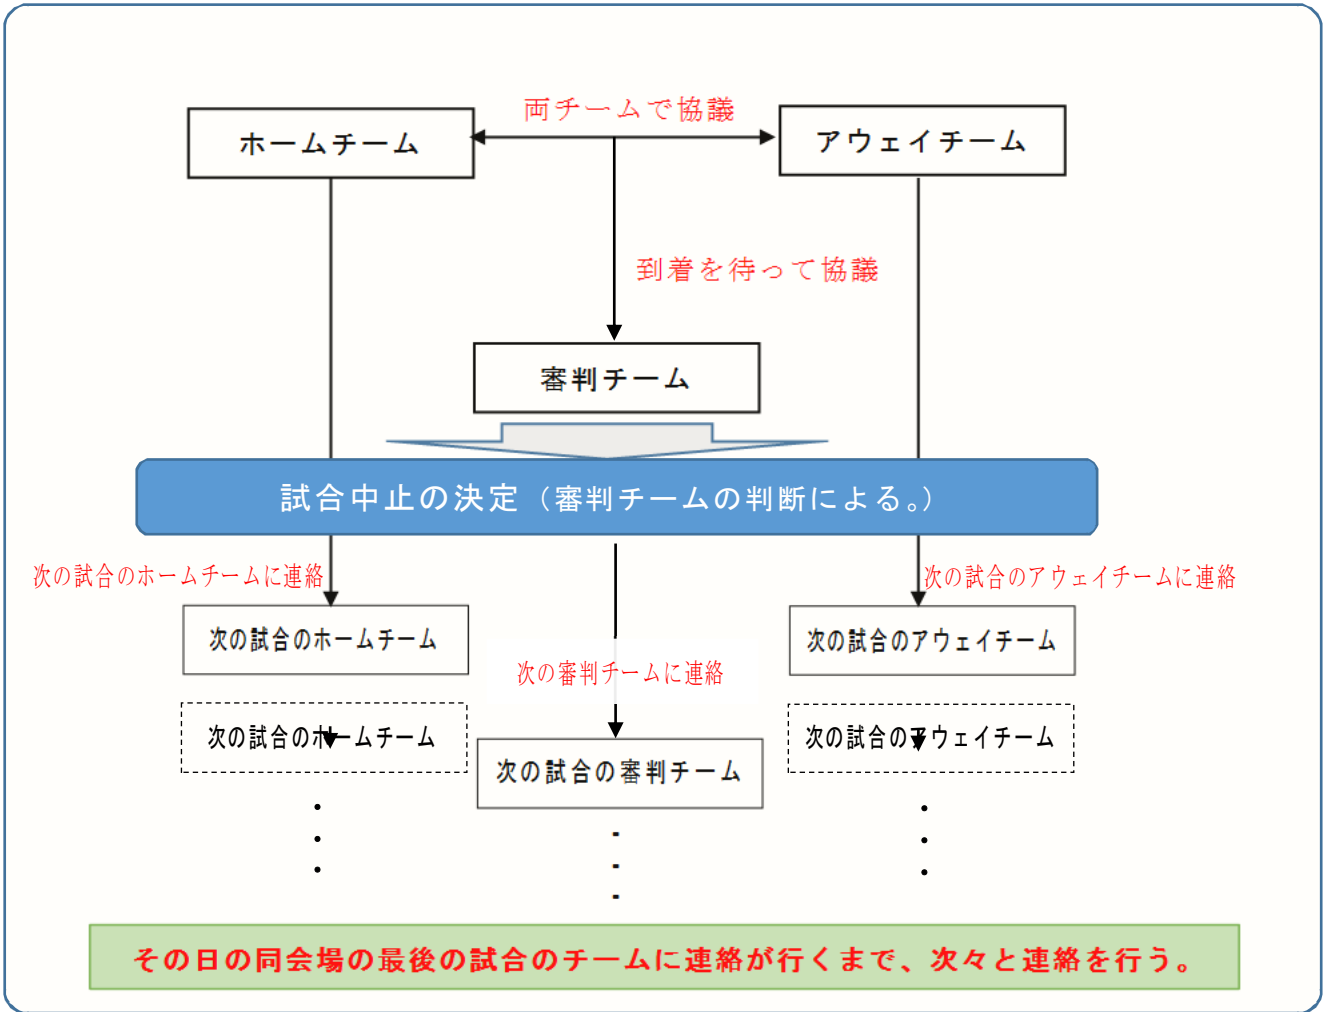 両チームで協議
ホームチーム
アウェイチーム
到着を待って協議
審判チーム
試合中止の決定（審判チームの判断による。）
次の試合のホームチームに連絡
次の試合のアウェイチームに連絡
次の試合のホームチーム
次の試合のアウェイチーム
次の審判チームに連絡
次の試合のホームチーム
次の試合のアウェイチーム
次の試合の審判チーム
その日の同会場の最後の試合のチームに連絡が行くまで、次々と連絡を行う。